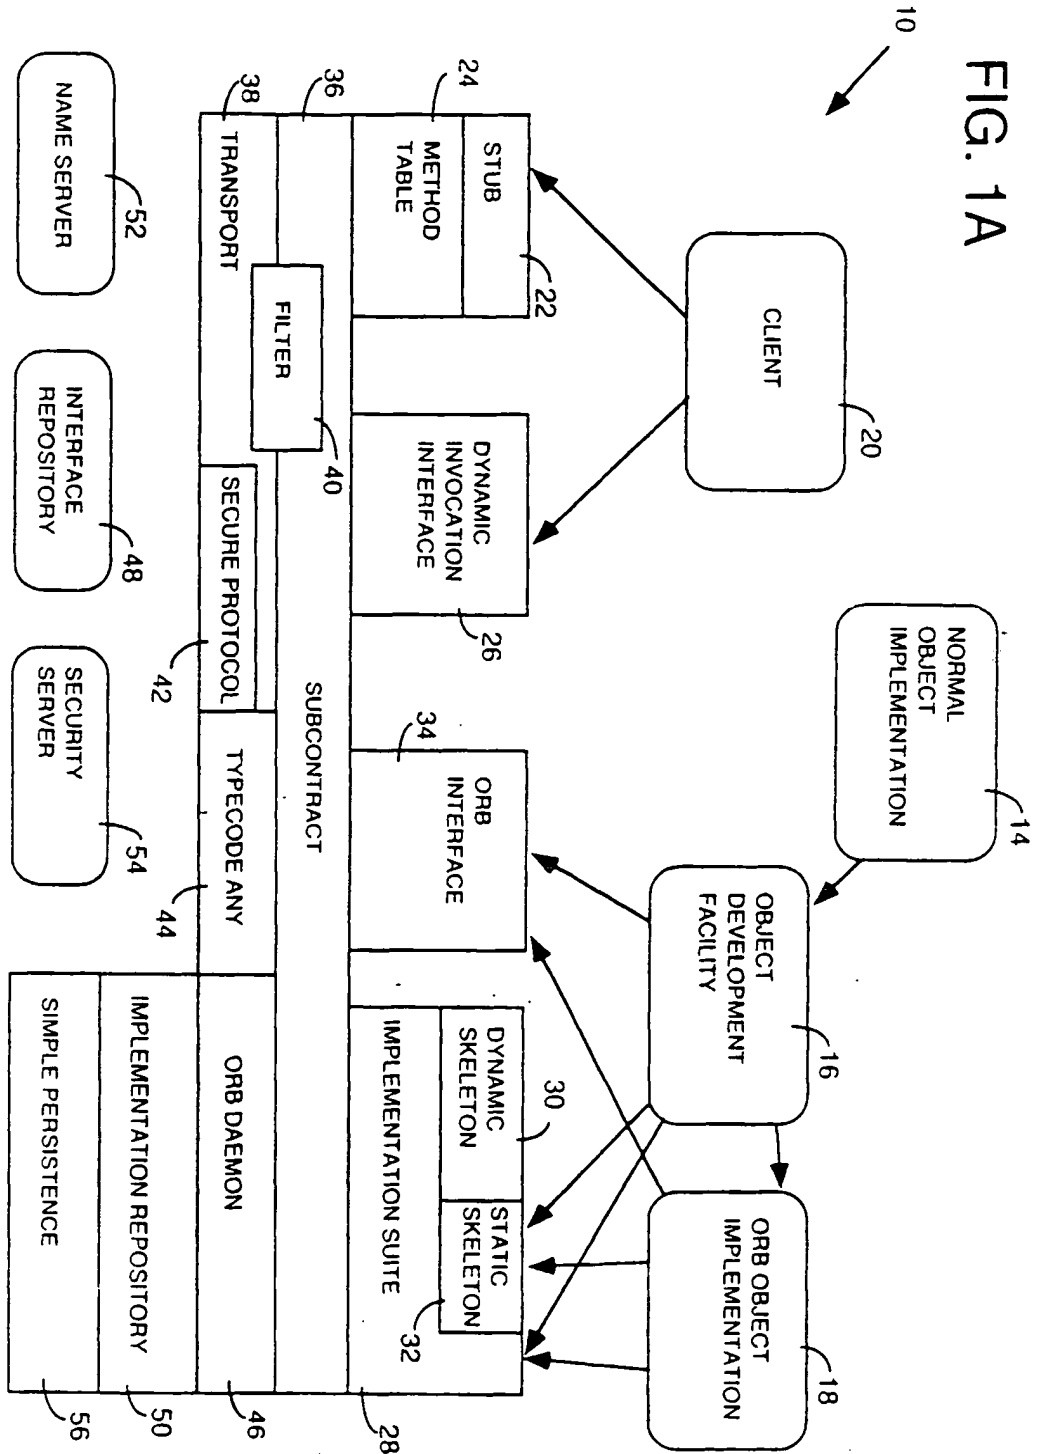 FIG. 1A
10
CLIENT
20
NORMAL
OBJECT
IMPLEMENTATION
14
OBJECT
DEVELOPMENT
FACILITY
16
ORB OBJECT
IMPLEMENTATION
18
STUB
22
24
METHOD
TABLE
DYNAMIC
INVOCATION
INTERFACE
26
ORB
INTERFACE
34
DYNAMIC
SKELETON
30
STATIC
SKELETON
32
IMPLEMENTATION SUITE
28
36
SUBCONTRACT
38
TRANSPORT
FILTER
40
SECURE PROTOCOL
42
TYPECODE ANY
44
ORB DAEMON
46
IMPLEMENTATION REPOSITORY
50
SIMPLE PERSISTENCE
56
NAME SERVER
52
INTERFACE
REPOSITORY
48
SECURITY
SERVER
54